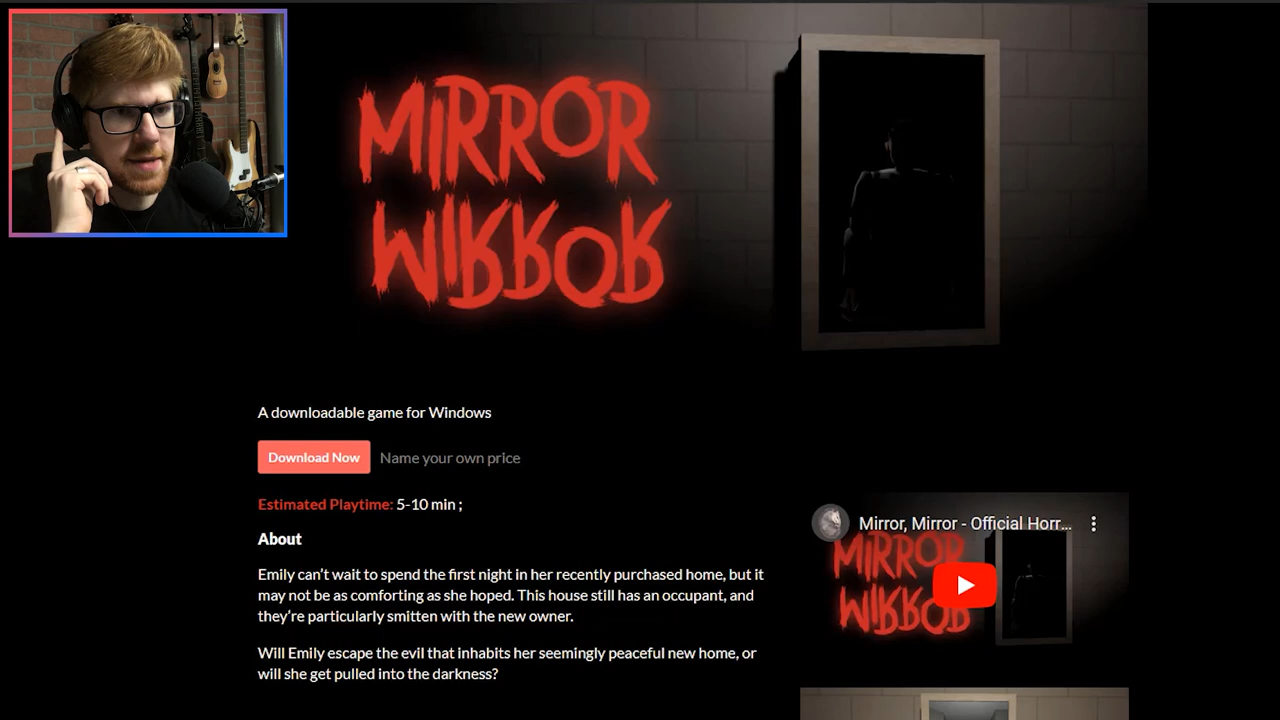 MIRROR
MIRROR
A downloadable game for Windows
Download Now Name your own price
Estimated Playtime: 5-10 min ;
About
Mirror, Mirror - Official Horr...
MIRROR
MIRROR
Emily can't wait to spend the first night in her recently purchased home, but it
may not be as comforting as she hoped. This house still has an occupant, and
they're particularly smitten with the new owner.
Will Emily escape the evil that inhabits her seemingly peaceful new home, or
will she get pulled into the darkness?